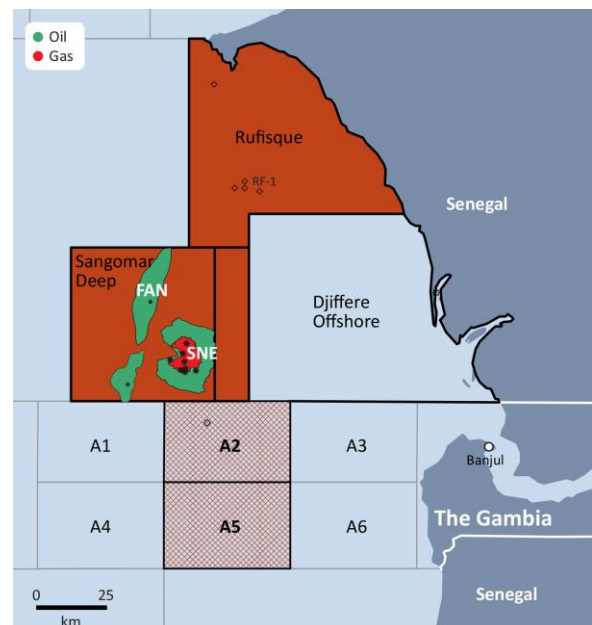 Oil
Gas
Rufisque
RF-1
Senegal
Sangomar
Deep
FAN
SNE
Djiffere
Offshore
A1
A2
A3
Banjul
A4
A5
A6
The Gambia
Senegal
0 25
km